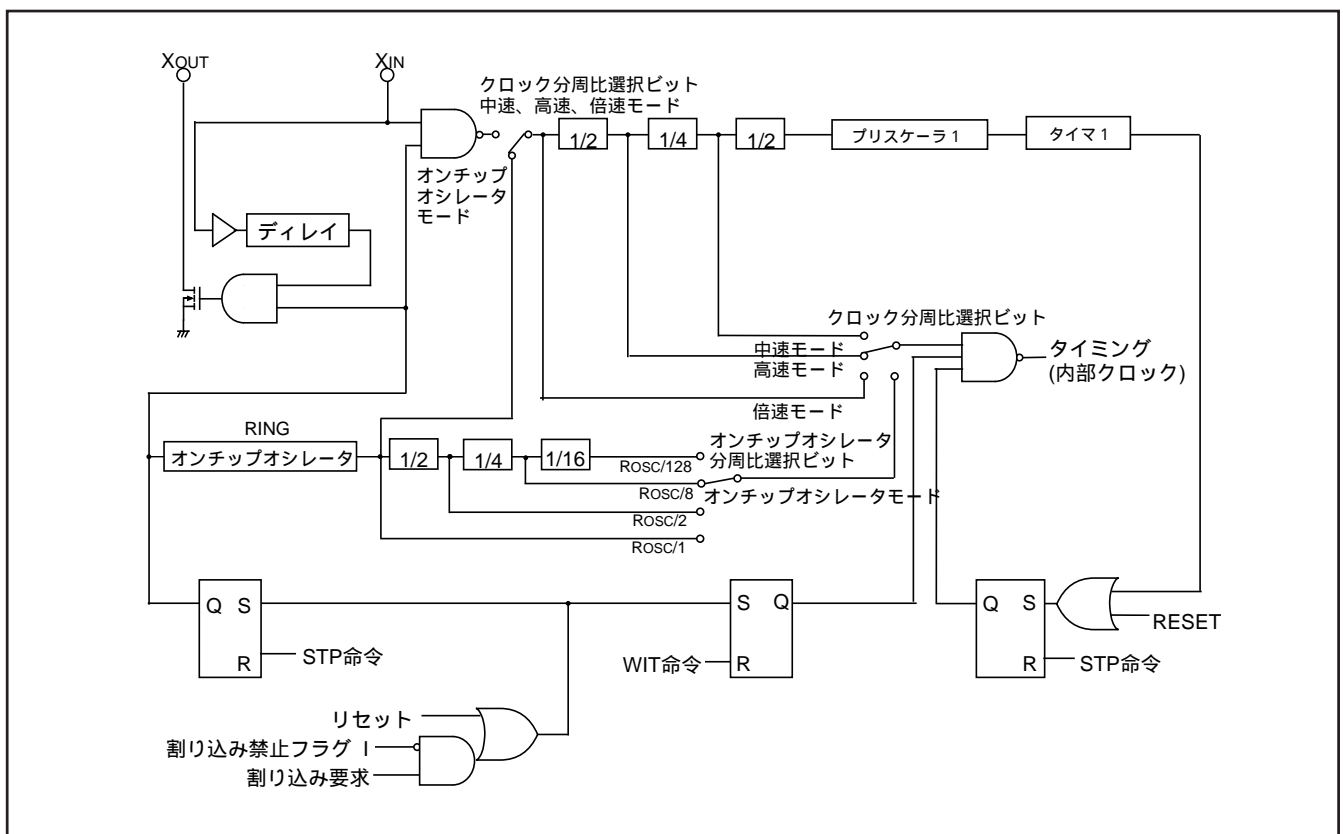 XOUT
XIN
クロック分周比選択ビット
中速、高速、倍速モード
1/2
1/4
1/2
プリスケーラ1
タイマ1
オンチップ
オシレータ
モード
ディレイ
クロック分周比選択ビット
中速モード
高速モード
倍速モード
タイミング
(内部クロック)
RING
オンチップオシレータ
1/2
1/4
1/16
ROSC/128
ROSC/8
ROSC/2
ROSC/1
オンチップオシレータ
分周比選択ビット
オンチップオシレータモード
Q S
R
STP命令
S Q
R
WIT命令
Q S
R
RESET
STP命令
リセット
割り込み禁止フラグ I
割り込み要求